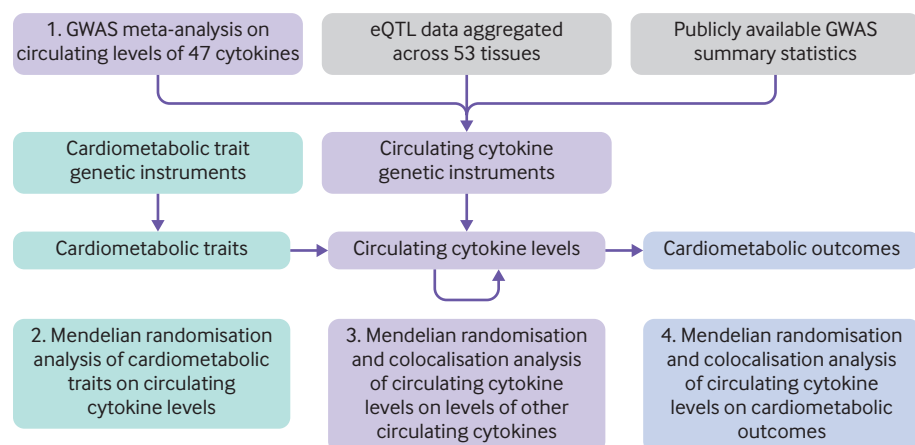 1. GWAS meta-analysis on
circulating levels of 47 cytokines
eQTL data aggregated
across 53 tissues
Publicly available GWAS
summary statistics
Cardiometabolic trait
genetic instruments
Circulating cytokine
genetic instruments
Cardiometabolic traits
Circulating cytokine levels
Cardiometabolic outcomes
2. Mendelian randomisation
analysis of cardiometabolic
traits on circulating
cytokine levels
3. Mendelian randomisation
and colocalisation analysis
of circulating cytokine
levels on levels of other
circulating cytokines
4. Mendelian randomisation
and colocalisation analysis
of circulating cytokine
levels on cardiometabolic
outcomes